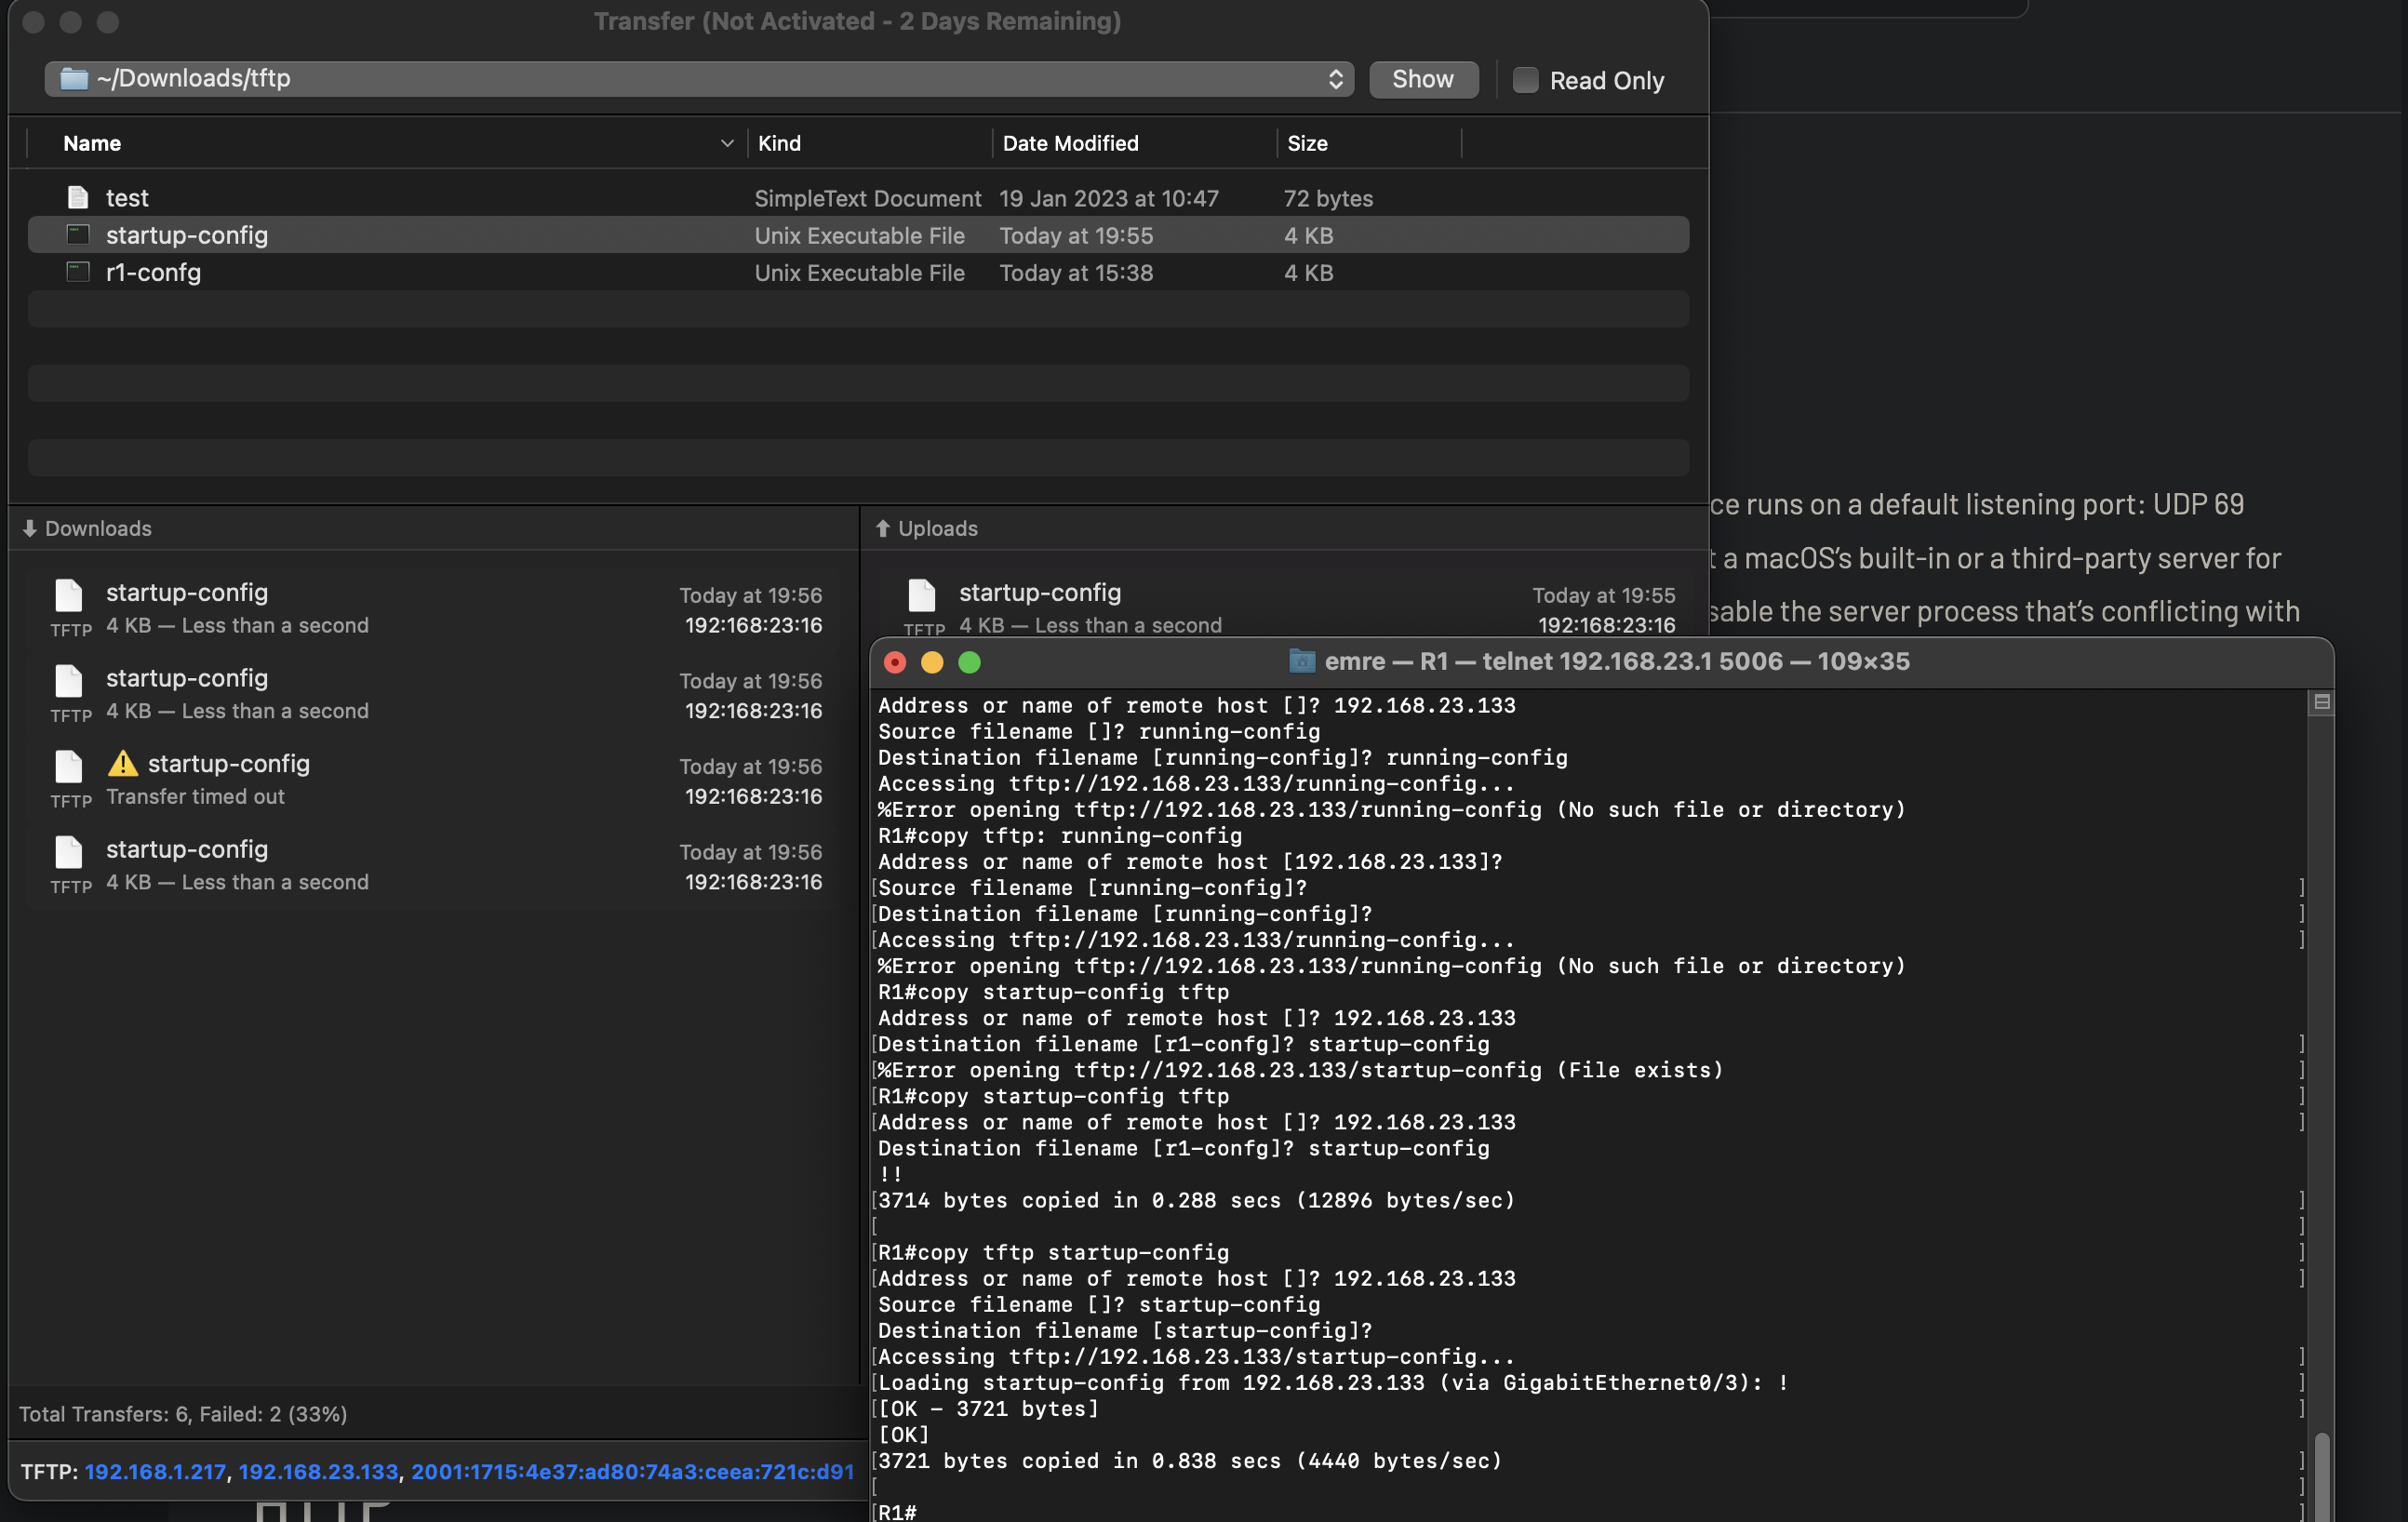 Transfer (Not Activated - 2 Days Remaining)
~/Downloads/tftp
Show
Read Only
Name
Kind
Date Modified
Size
test
SimpleText Document
19 Jan 2023 at 10:47
72 bytes
startup-config
Unix Executable File
Today at 19:55
4 KB
r1-confg
Unix Executable File
Today at 15:38
4 KB
Downloads
startup-config
Today at 19:56
TFTP
4 KB — Less than a second
192:168:23:16
startup-config
Today at 19:56
TFTP
4 KB — Less than a second
192:168:23:16
startup-config
Today at 19:56
TFTP
Transfer timed out
192:168:23:16
startup-config
Today at 19:56
TFTP
4 KB — Less than a second
192:168:23:16
Total Transfers: 6, Failed: 2 (33%)
TFTP: 192.168.1.217, 192.168.23.133, 2001:1715:4e37:ad80:74a3:ceea:721c:d91
Uploads
startup-config
Today at 19:55
TFTP
4 KB — Less than a second
192:168:23:16
ce runs on a default listening port: UDP 69
t a macOS’s built-in or a third-party server for
sable the server process that’s conflicting with
emre — R1 — telnet 192.168.23.1 5006 — 109×35
Address or name of remote host []? 192.168.23.133
Source filename []? running-config
Destination filename [running-config]? running-config
Accessing tftp://192.168.23.133/running-config...
%Error opening tftp://192.168.23.133/running-config (No such file or directory)
R1#copy tftp: running-config
Address or name of remote host [192.168.23.133]?
[Source filename [running-config]? ]
[Destination filename [running-config]? ]
[Accessing tftp://192.168.23.133/running-config... ]
%Error opening tftp://192.168.23.133/running-config (No such file or directory)
R1#copy startup-config tftp
Address or name of remote host []? 192.168.23.133
[Destination filename [r1-confg]? startup-config ]
[%Error opening tftp://192.168.23.133/startup-config (File exists) ]
[R1#copy startup-config tftp ]
[Address or name of remote host []? 192.168.23.133 ]
Destination filename [r1-confg]? startup-config
!!
[3714 bytes copied in 0.288 secs (12896 bytes/sec) ]
[ ]
[R1#copy tftp startup-config ]
[Address or name of remote host []? 192.168.23.133 ]
Source filename []? startup-config
Destination filename [startup-config]?
[Accessing tftp://192.168.23.133/startup-config... ]
[Loading startup-config from 192.168.23.133 (via GigabitEthernet0/3): ! ]
[[OK - 3721 bytes] ]
[OK]
[3721 bytes copied in 0.838 secs (4440 bytes/sec) ]
[ ]
[R1# ]